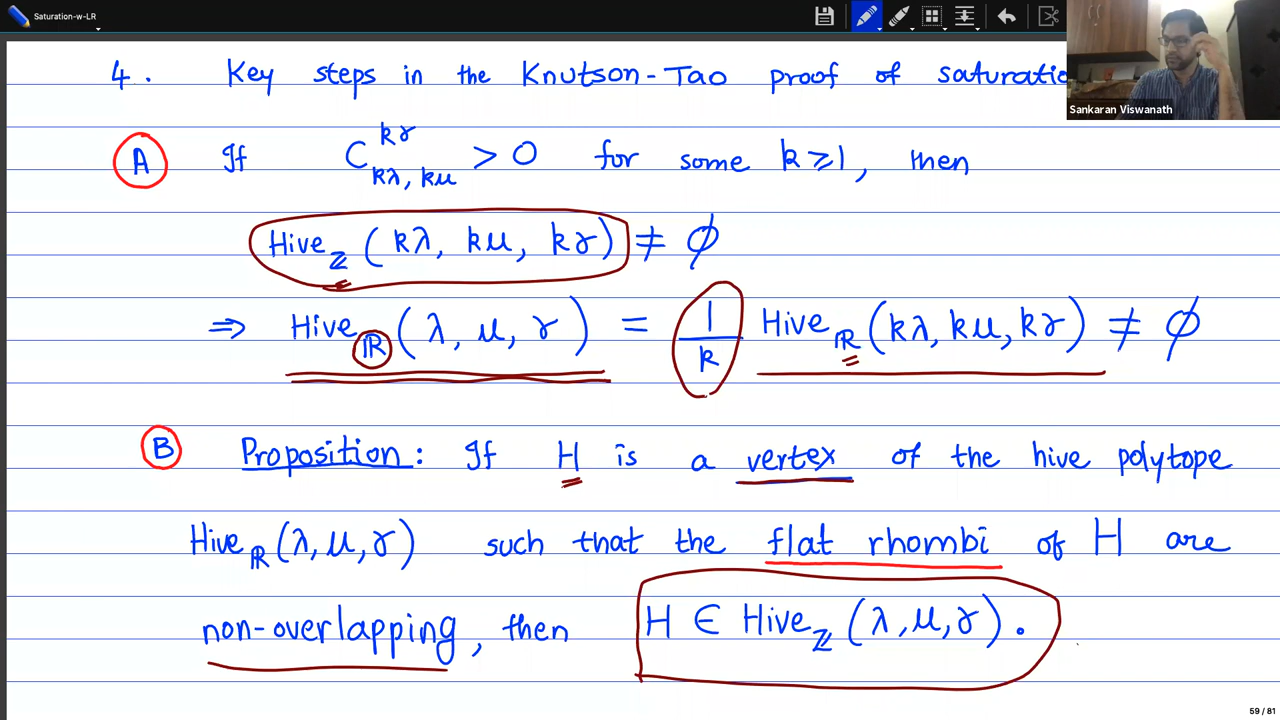 Saturation-w-LR
4. Key steps in the Knutson-Tao proof of saturatio
Sankaran Viswanath
A If C^{kγ}_{kλ, kμ} > 0 for some k ≥ 1, then
Hive_ℤ (kλ, kμ, kγ) ≠ ∅
⇒ Hive_ℝ (λ, μ, γ) = 1/k Hive_ℝ (kλ, kμ, kγ) ≠ ∅
B Proposition: If H is a vertex of the hive polytope
Hive_ℝ (λ, μ, γ) such that the flat rhombi of H are
non-overlapping, then H ∈ Hive_ℤ (λ, μ, γ).
59 / 81